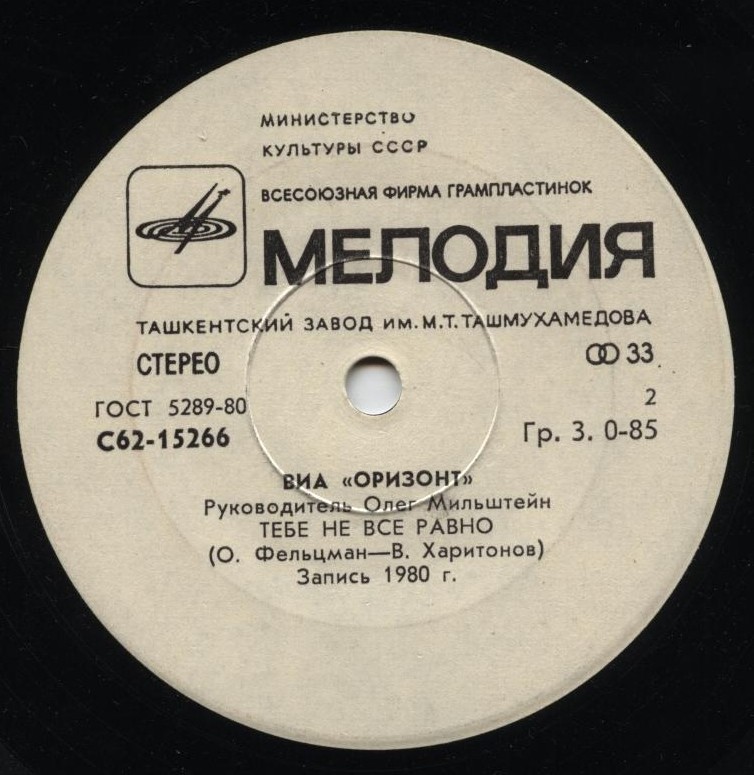 МИНИСТЕРСТВО
КУЛЬТУРЫ СССР
ВСЕСОЮЗНАЯ ФИРМА ГРАМПЛАСТИНОК
МЕЛОДИЯ
ТАШКЕНТСКИЙ ЗАВОД ИМ. М.Т. ТАШМУХАМЕДОВА
СТЕРЕО
33
ГОСТ 5289-80
2
С62-15266
Гр. 3. 0-85
ВИА «ОРИЗОНТ»
Руководитель Олег Мильштейн
ТЕБЕ НЕ ВСЕ РАВНО
(О. Фельцман—В. Харитонов)
Запись 1980 г.